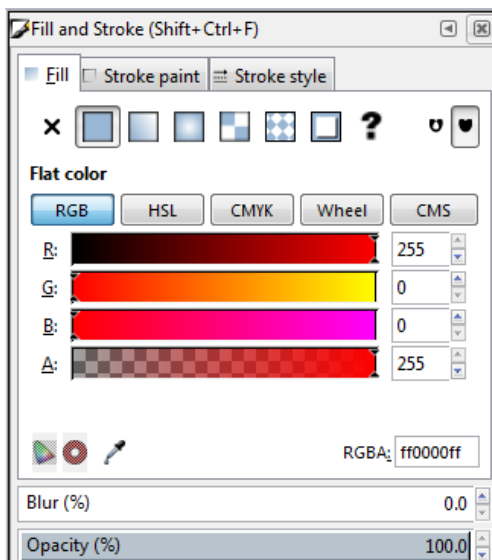 Fill and Stroke (Shift+Ctrl+F)
Fill Stroke paint Stroke style
?
Flat color
RGB HSL CMYK Wheel CMS
R: 255
G: 0
B: 0
A: 255
RGBA: ff0000ff
Blur (%) 0.0
Opacity (%) 100.0